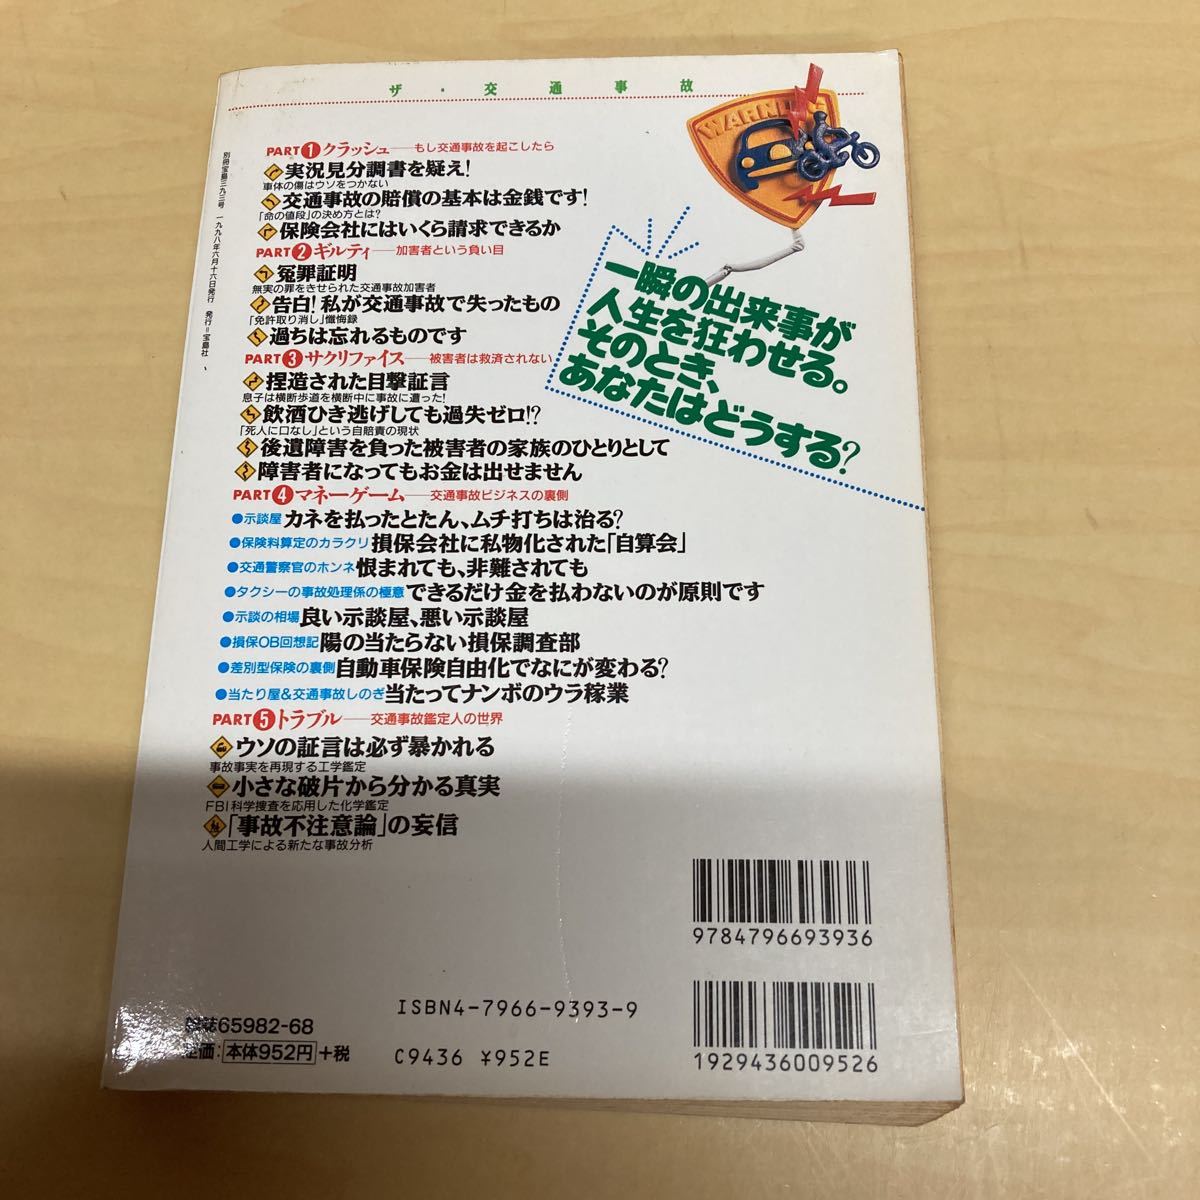 ザ・交通事故
WARN
PART1クラッシュ──もし交通事故を起こしたら
実況見分調書を疑え!
車体の傷はウソをつかない
交通事故の賠償の基本は金銭です!
「命の値段」の決め方とは?
保険会社にはいくら請求できるか
PART2ギルティ──加害者という負い目
冤罪証明
無実の罪をきせられた交通事故加害者
告白!私が交通事故で失ったもの
「免許取り消し」懺悔録
過ちは忘れるものです
PART3サクリファイス──被害者は救済されない
捏造された目撃証言
息子は横断歩道を横断中に事故に遭った!
飲酒ひき逃げしても過失ゼロ!?
「死人に口なし」という自賠責の現状
後遺障害を負った被害者の家族のひとりとして
障害者になってもお金は出せません
PART4マネーゲーム──交通事故ビジネスの裏側
●示談屋 カネを払ったとたん、ムチ打ちは治る?
●保険料算定のカラクリ 損保会社に私物化された「自算会」
●交通警察官のホンネ 恨まれても、非難されても
●タクシーの事故処理係の極意 できるだけ金を払わないのが原則です
●示談の相場 良い示談屋、悪い示談屋
●損保OB回想記 陽の当たらない損保調査部
●差別型保険の裏側 自動車保険自由化でなにが変わる?
●当たり屋&交通事故しのぎ 当たってナンボのウラ稼業
PART5トラブル──交通事故鑑定人の世界
ウソの証言は必ず暴かれる
事故事実を再現する工学鑑定
小さな破片から分かる真実
FBI科学捜査を応用した化学鑑定
「事故不注意論」の妄信
人間工学による新たな事故分析
一瞬の出来事が
人生を狂わせる。
そのとき、
あなたはどうする?
別冊宝島三九三号 一九九八年六月十六日発行 発行=宝島社
9784796693936
ISBN4-7966-9393-9
C9436 ¥952E
1929436009526
雑誌65982-68
定価:本体952円+税